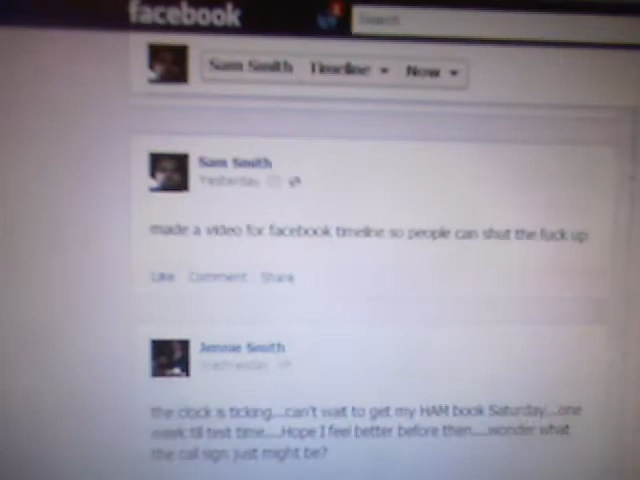 facebook
Search
Sam Smith Timeline Now
Sam Smith
Yesterday
made a video for facebook timeline so people can shut the fuck up
Like Comment Share
Jennie Smith
Wednesday
the clock is ticking....can't wait to get my HAM book Saturday...one
week till test time....Hope I feel better before then.....wonder what
the call sign just might be?